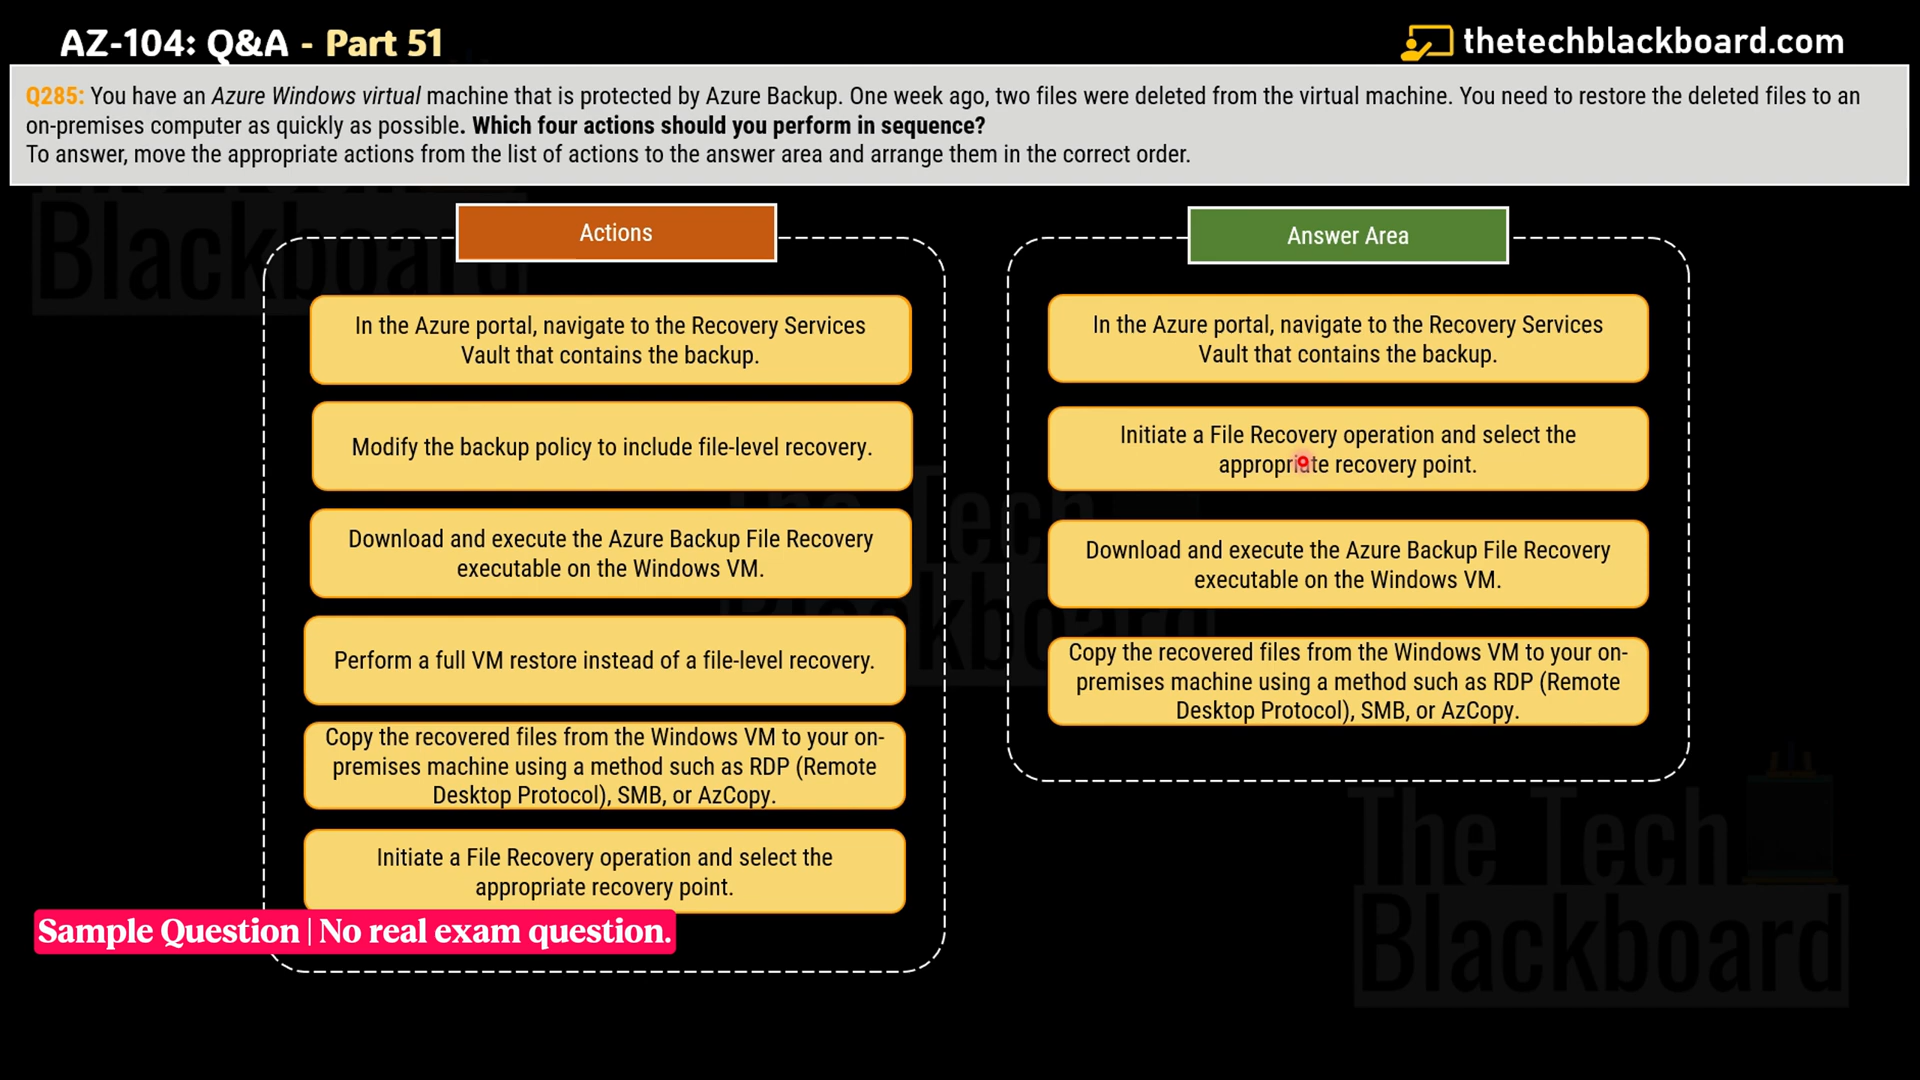 AZ-104: Q&A - Part 51
thetechblackboard.com
Q285: You have an Azure Windows virtual machine that is protected by Azure Backup. One week ago, two files were deleted from the virtual machine. You need to restore the deleted files to an
on-premises computer as quickly as possible. Which four actions should you perform in sequence?
To answer, move the appropriate actions from the list of actions to the answer area and arrange them in the correct order.
Actions
In the Azure portal, navigate to the Recovery Services
Vault that contains the backup.
Modify the backup policy to include file-level recovery.
Download and execute the Azure Backup File Recovery
executable on the Windows VM.
Perform a full VM restore instead of a file-level recovery.
Copy the recovered files from the Windows VM to your on-
premises machine using a method such as RDP (Remote
Desktop Protocol), SMB, or AzCopy.
Initiate a File Recovery operation and select the
appropriate recovery point.
Answer Area
In the Azure portal, navigate to the Recovery Services
Vault that contains the backup.
Initiate a File Recovery operation and select the
appropriate recovery point.
Download and execute the Azure Backup File Recovery
executable on the Windows VM.
Copy the recovered files from the Windows VM to your on-
premises machine using a method such as RDP (Remote
Desktop Protocol), SMB, or AzCopy.
Sample Question | No real exam question.
Blackboard
The Tech
Blackboard
The Tech
Blackboard